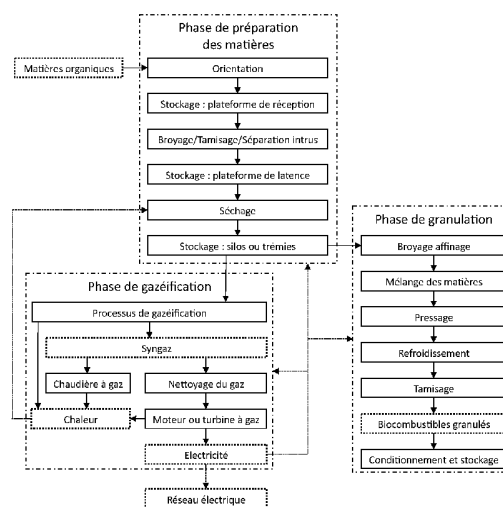 Phase de préparation
des matières
Matières organiques
Orientation
Stockage : plateforme de réception
Broyage/Tamisage/Séparation intrus
Stockage : plateforme de latence
Séchage
Stockage : silos ou trémies
Phase de granulation
Broyage affinage
Mélange des matières
Pressage
Refroidissement
Tamisage
Biocombustibles granulés
Conditionnement et stockage
Phase de gazéification
Processus de gazéification
Syngaz
Chaudière à gaz
Nettoyage du gaz
Chaleur
Moteur ou turbine à gaz
Electricité
Réseau électrique